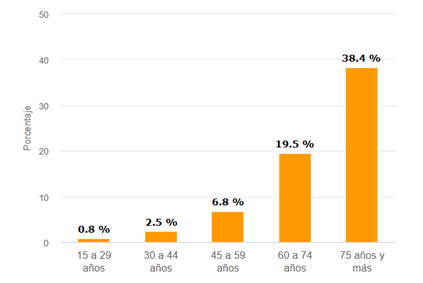 50
40
30
20
10
0
Porcentaje
0.8 %
2.5 %
6.8 %
19.5 %
38.4 %
15 a 29
años
30 a 44
años
45 a 59
años
60 a 74
años
75 años y
más